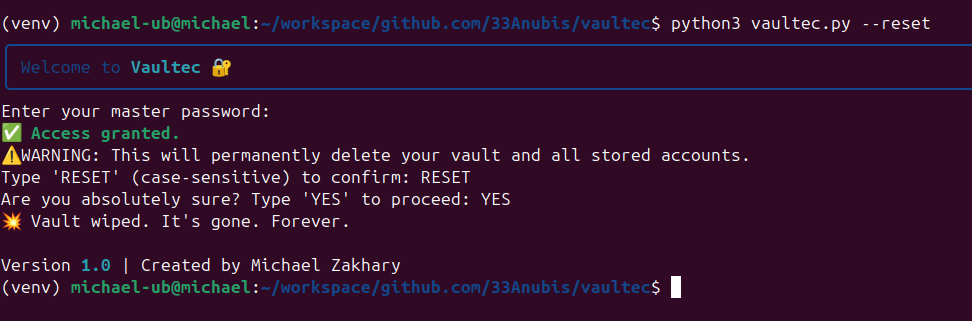 (venv) michael-ub@michael:~/workspace/github.com/33Anubis/vaultec$ python3 vaultec.py --reset
Welcome to Vaultec 🔐
Enter your master password:
✅ Access granted.
⚠️WARNING: This will permanently delete your vault and all stored accounts.
Type 'RESET' (case-sensitive) to confirm: RESET
Are you absolutely sure? Type 'YES' to proceed: YES
💥 Vault wiped. It's gone. Forever.
Version 1.0 | Created by Michael Zakhary
(venv) michael-ub@michael:~/workspace/github.com/33Anubis/vaultec$